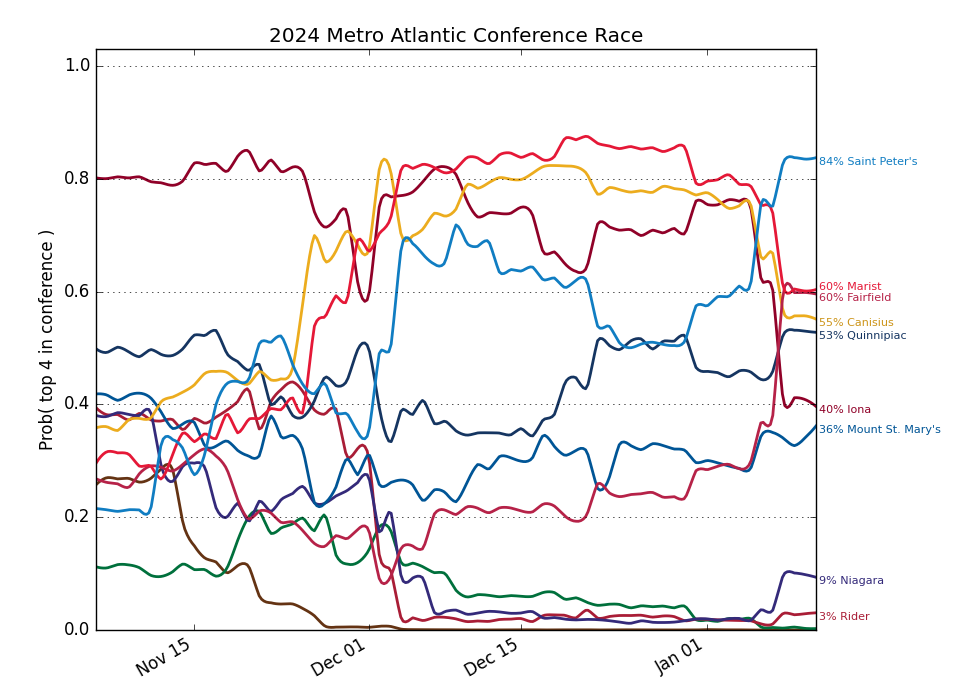 2024 Metro Atlantic Conference Race
Prob( top 4 in conference )
1.0
0.8
0.6
0.4
0.2
0.0
Nov 15
Dec 01
Dec 15
Jan 01
84% Saint Peter's
60% Marist
60% Fairfield
55% Canisius
53% Quinnipiac
40% Iona
36% Mount St. Mary's
9% Niagara
3% Rider